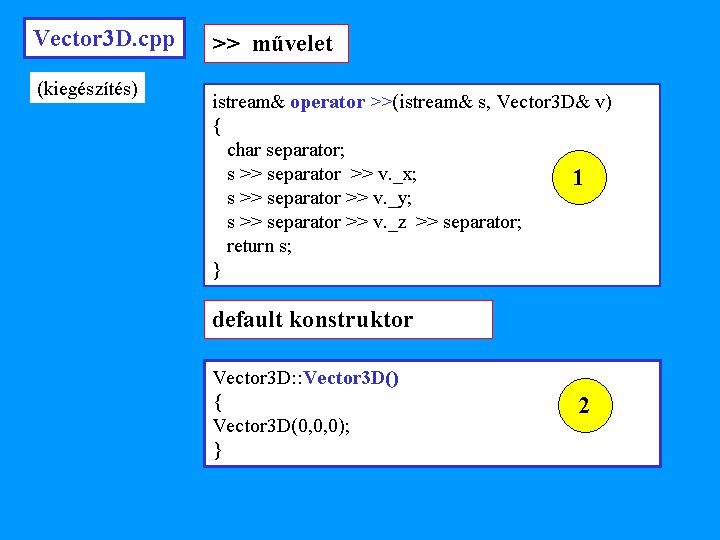 Vector3D.cpp
>> művelet
(kiegészítés)
istream& operator >>(istream& s, Vector3D& v)
{
char separator;
s >> separator >> v._x;
s >> separator >> v._y;
s >> separator >> v._z >> separator;
return s;
}
1
default konstruktor
Vector3D::Vector3D()
{
Vector3D(0,0,0);
}
2